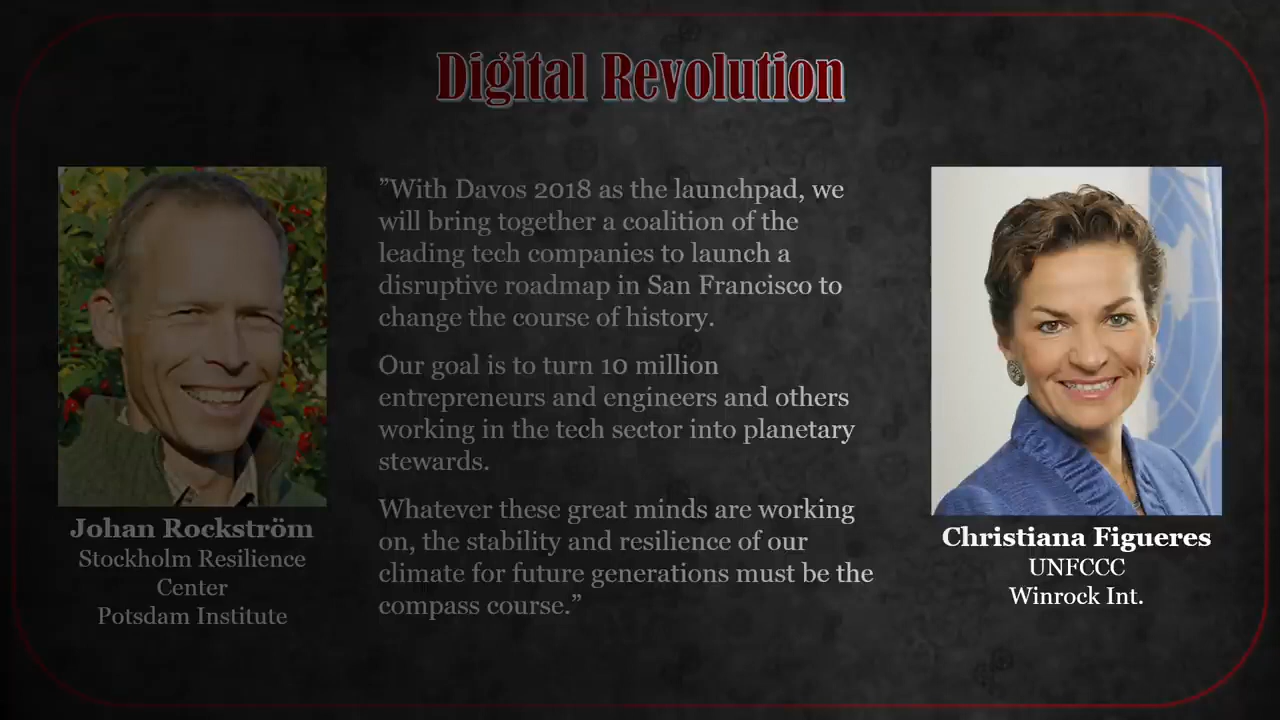 Digital Revolution
”With Davos 2018 as the launchpad, we
will bring together a coalition of the
leading tech companies to launch a
disruptive roadmap in San Francisco to
change the course of history.
Our goal is to turn 10 million
entrepreneurs and engineers and others
working in the tech sector into planetary
stewards.
Whatever these great minds are working
on, the stability and resilience of our
climate for future generations must be the
compass course.”
Johan Rockström
Stockholm Resilience
Center
Potsdam Institute
Christiana Figueres
UNFCCC
Winrock Int.